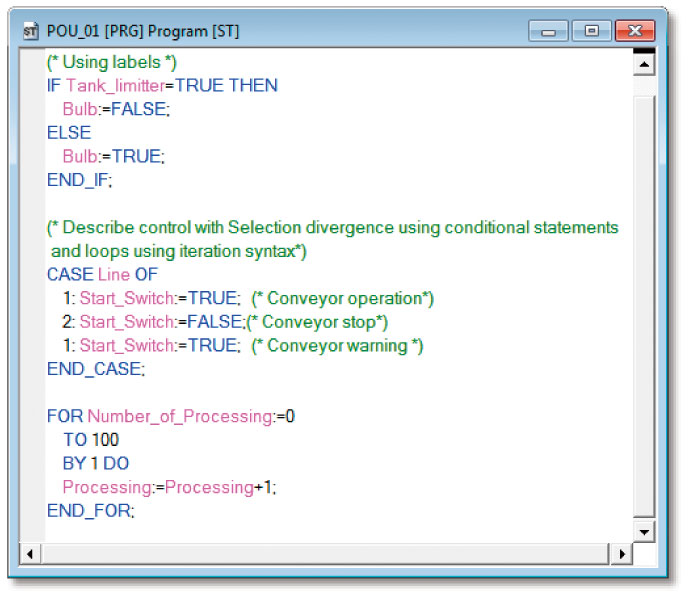 ST POU_01 [PRG] Program [ST]
(* Using labels *)
IF Tank_limitter=TRUE THEN
Bulb:=FALSE;
ELSE
Bulb:=TRUE;
END_IF;
(* Describe control with Selection divergence using conditional statements
and loops using iteration syntax*)
CASE Line OF
1: Start_Switch:=TRUE; (* Conveyor operation*)
2: Start_Switch:=FALSE;(* Conveyor stop*)
1: Start_Switch:=TRUE; (* Conveyor warning *)
END_CASE;
FOR Number_of_Processing:=0
TO 100
BY 1 DO
Processing:=Processing+1;
END_FOR;